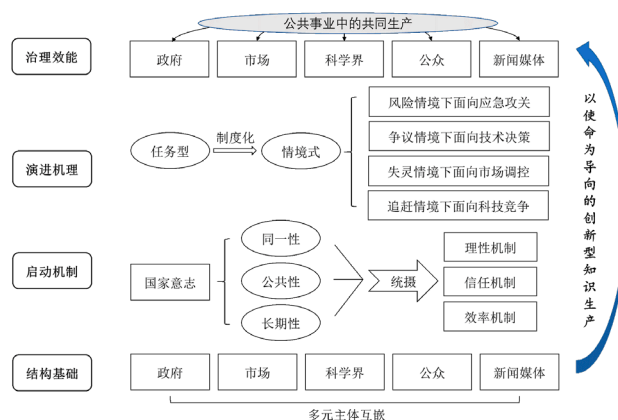 公共事业中的共同生产
治理效能
政府
市场
科学界
公众
新闻媒体
演进机理
任务型
制度化
情境式
风险情境下面向应急攻关
争议情境下面向技术决策
失灵情境下面向市场调控
追赶情境下面向科技竞争
启动机制
国家意志
同一性
公共性
长期性
统摄
理性机制
信任机制
效率机制
结构基础
政府
市场
科学界
公众
新闻媒体
多元主体互嵌
以使命为导向的创新型知识生产